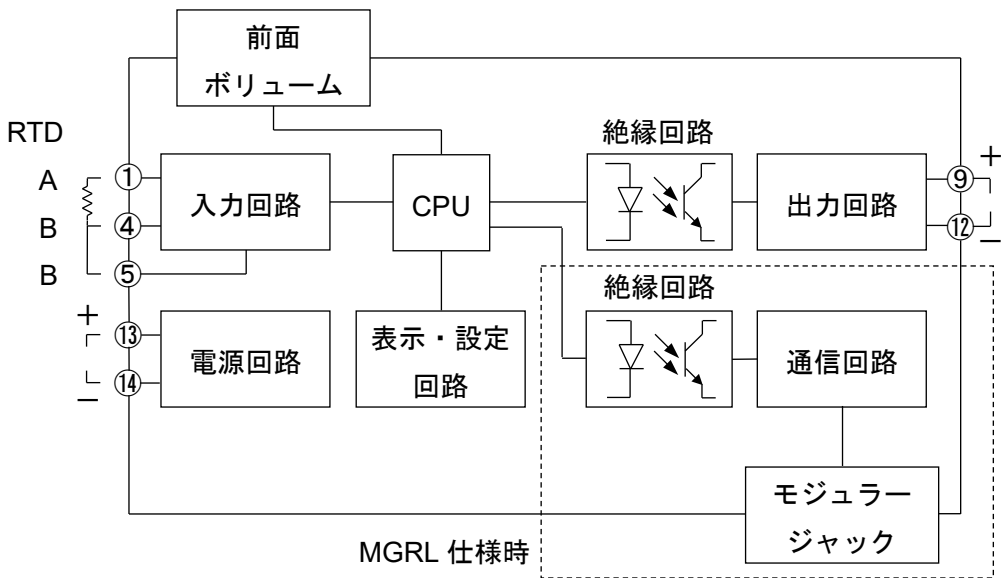 前面
ボリューム
RTD
A
B
B
①
④
⑤
入力回路
CPU
絶縁回路
出力回路
⑨
⑫
+
−
+
−
⑬
⑭
電源回路
表示・設定
回路
絶縁回路
通信回路
モジュラー
ジャック
MGRL 仕様時